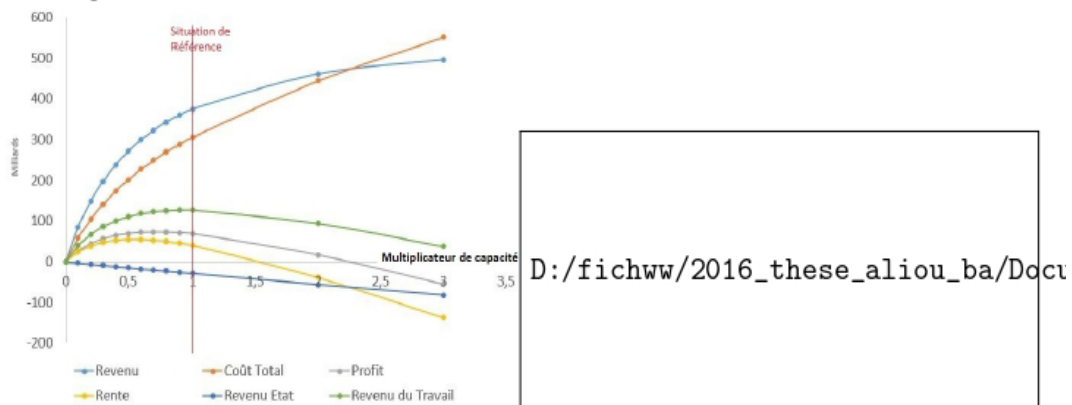 600
Situation de
Référence
500
400
300
Milliards
200
100
Multiplicateur de capacité
0
0 0,5 1 1,5 2 2,5 3 3,5
-100
-200
Revenu Coût Total Profit
Rente Revenu Etat Revenu du Travail
D:/fichww/2016_these_aliou_ba/Docu